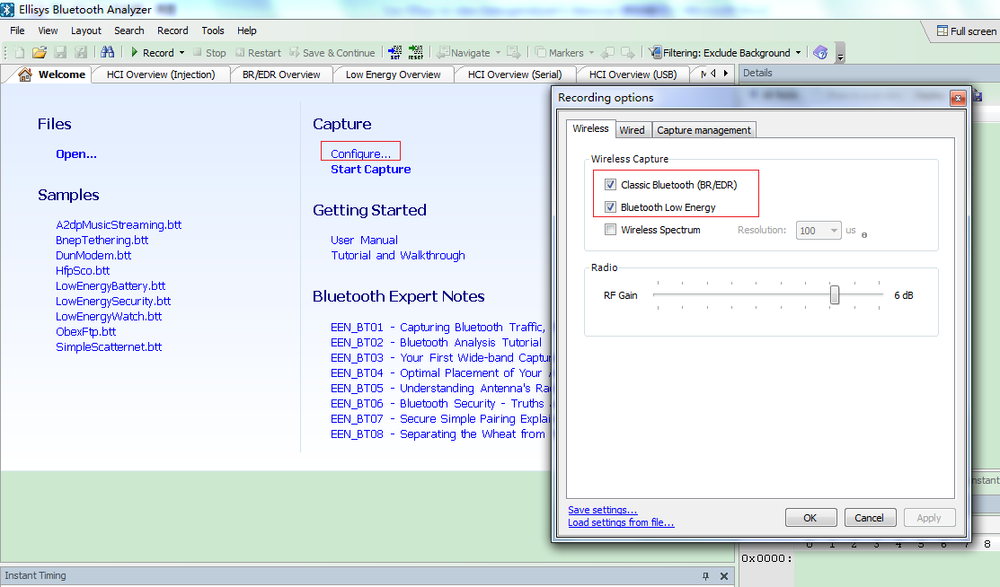 Ellisys Bluetooth Analyzer
File View Layout Search Record Tools Help
Full screen
Record Stop Restart Save & Continue set reset Navigate Markers Filtering: Exclude Background
Welcome HCI Overview (Injection) BR/EDR Overview Low Energy Overview HCI Overview (Serial) HCI Overview (USB)
Details
Files
Open...
Samples
A2dpMusicStreaming.btt
BnepTethering.btt
DunModem.btt
HfpSco.btt
LowEnergyBattery.btt
LowEnergySecurity.btt
LowEnergyWatch.btt
ObexFtp.btt
SimpleScatternet.btt
Capture
Configure...
Start Capture
Getting Started
User Manual
Tutorial and Walkthrough
Bluetooth Expert Notes
EEN_BT01 - Capturing Bluetooth Traffic,
EEN_BT02 - Bluetooth Analysis Tutorial
EEN_BT03 - Your First Wide-band Captur
EEN_BT04 - Optimal Placement of Your
EEN_BT05 - Understanding Antenna's Ra
EEN_BT06 - Bluetooth Security - Truths
EEN_BT07 - Secure Simple Pairing Explai
EEN_BT08 - Separating the Wheat from
Recording options
Wireless Wired Capture management
Wireless Capture
Classic Bluetooth (BR/EDR)
Bluetooth Low Energy
Wireless Spectrum Resolution: 100 us
Radio
RF Gain 6 dB
Save settings...
Load settings from file...
OK Cancel Apply
nstant
0 1 2 3 4 5 6 7 8
0x0000:
Instant Timing